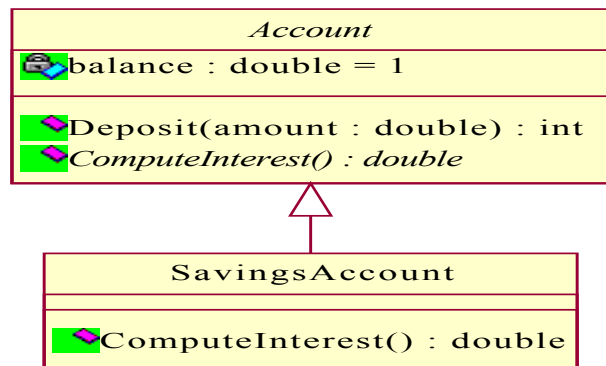 Account
balance : double = 1
Deposit(amount : double) : int
ComputeInterest() : double
SavingsAccount
ComputeInterest() : double